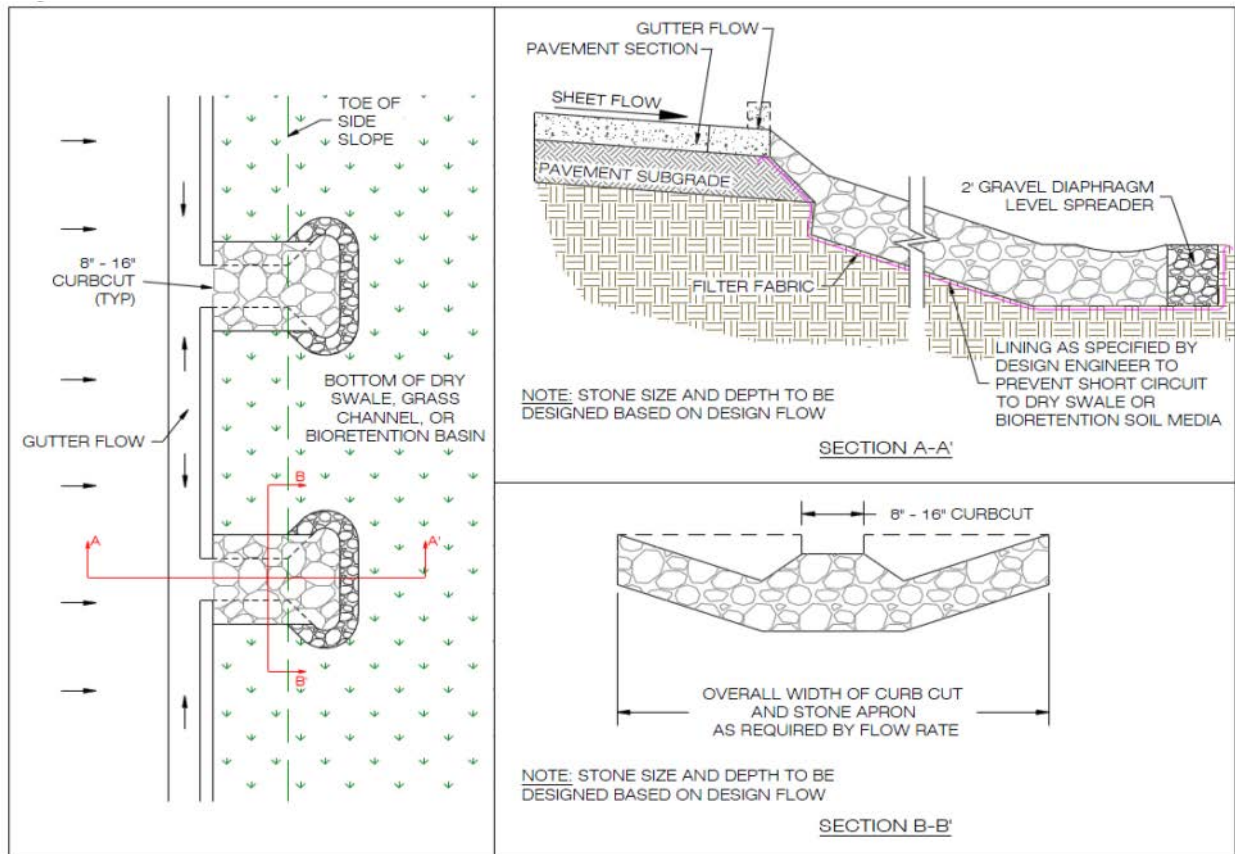 TOE OF
SIDE
SLOPE
8" - 16"
CURBCUT
(TYP)
BOTTOM OF DRY
SWALE, GRASS
CHANNEL, OR
BIORETENTION BASIN
GUTTER FLOW
B
A
A'
B'
GUTTER FLOW
PAVEMENT SECTION
SHEET FLOW
PAVEMENT SUBGRADE
2' GRAVEL DIAPHRAGM
LEVEL SPREADER
FILTER FABRIC
LINING AS SPECIFIED BY
DESIGN ENGINEER TO
PREVENT SHORT CIRCUIT
TO DRY SWALE OR
BIORETENTION SOIL MEDIA
NOTE: STONE SIZE AND DEPTH TO BE
DESIGNED BASED ON DESIGN FLOW
SECTION A-A'
8" - 16" CURBCUT
OVERALL WIDTH OF CURB CUT
AND STONE APRON
AS REQUIRED BY FLOW RATE
NOTE: STONE SIZE AND DEPTH TO BE
DESIGNED BASED ON DESIGN FLOW
SECTION B-B'